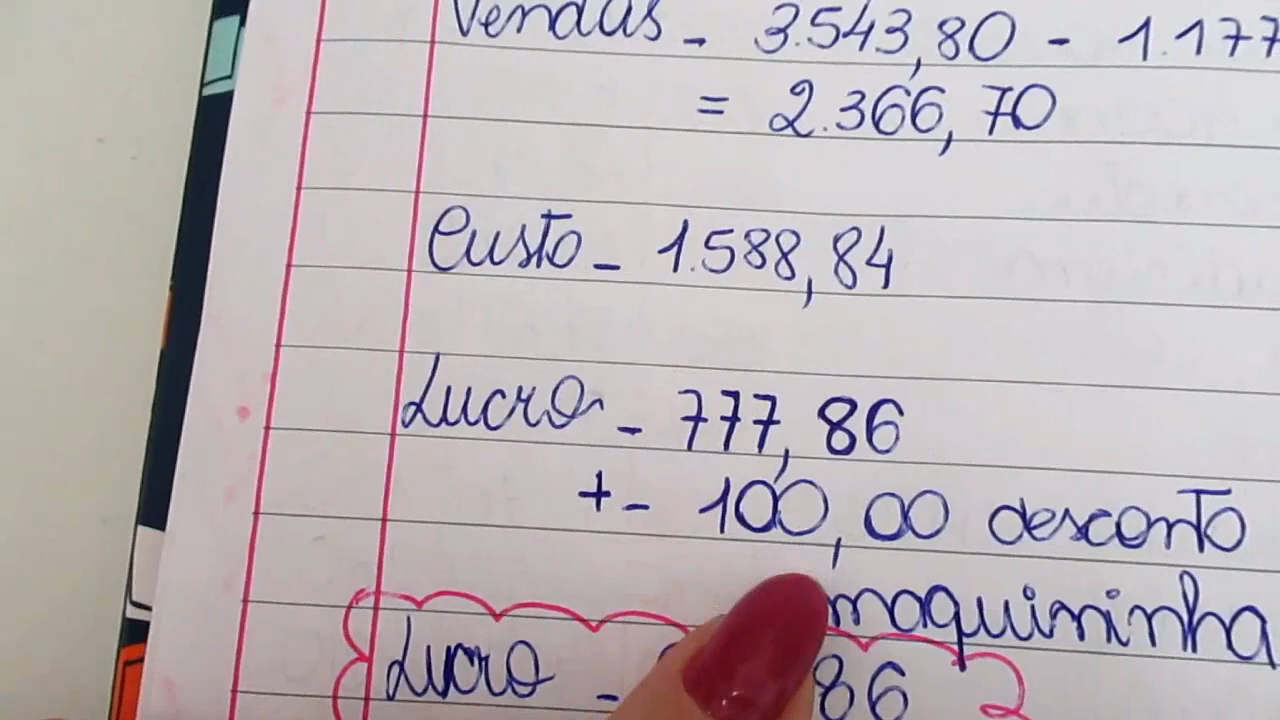 Vendas - 3.543,80 - 1.177
= 2.366,70
Custo - 1.588,84
Lucro - 777,86
+- 100,00 desconto
maquininha
Lucro - 86